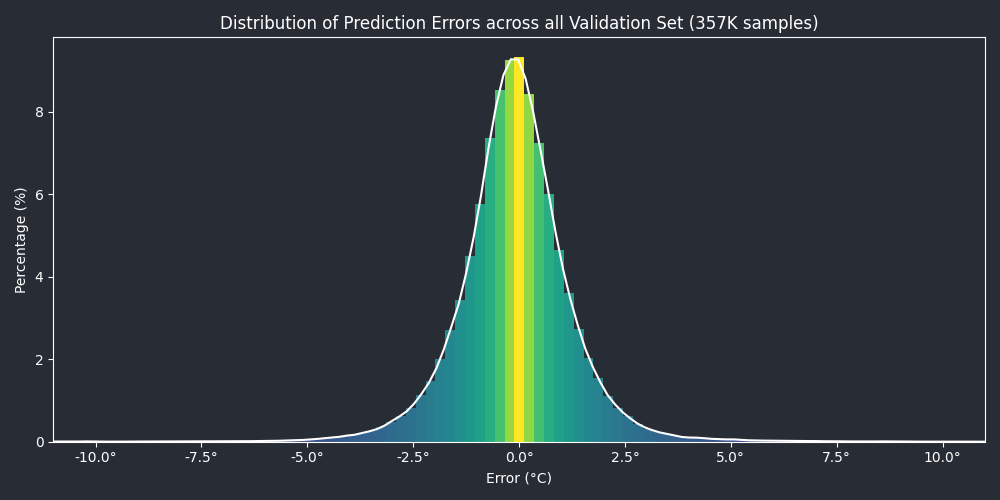 Distribution of Prediction Errors across all Validation Set (357K samples)
Percentage (%)
8
6
4
2
0
-10.0° -7.5° -5.0° -2.5° 0.0° 2.5° 5.0° 7.5° 10.0°
Error (°C)